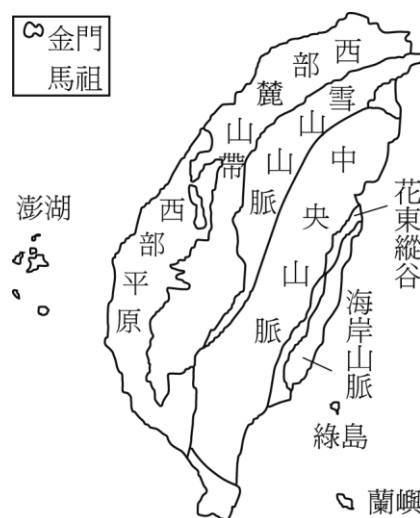 金門
馬祖
西部麓山帶
雪山山脈
中央山脈
花東縱谷
澎湖
西部平原
海岸山脈
綠島
蘭嶼